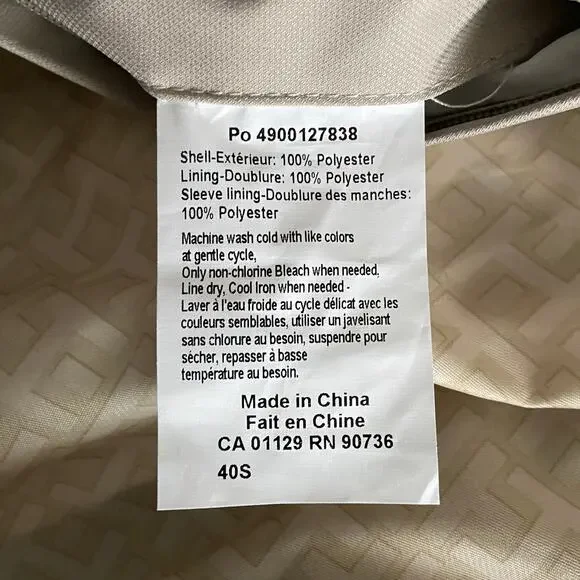 Po 4900127838
Shell-Extérieur: 100% Polyester
Lining-Doublure: 100% Polyester
Sleeve lining-Doublure des manches:
100% Polyester
Machine wash cold with like colors
at gentle cycle,
Only non-chlorine Bleach when needed,
Line dry, Cool Iron when needed -
Laver à l'eau froide au cycle délicat avec les
couleurs semblables, utiliser un javelisant
sans chlorure au besoin, suspendre pour
sécher, repasser à basse
température au besoin.
Made in China
Fait en Chine
CA 01129 RN 90736
40S